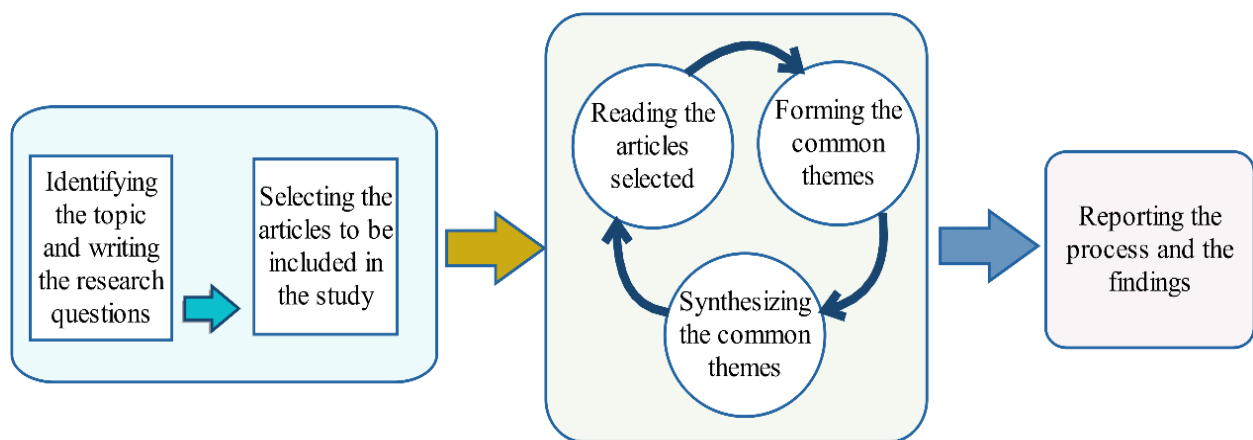 Identifying
the topic
and writing
the research
questions
Selecting the
articles to be
included in
the study
Reading the
articles
selected
Forming the
common
themes
Synthesizing
the common
themes
Reporting the
process and the
findings